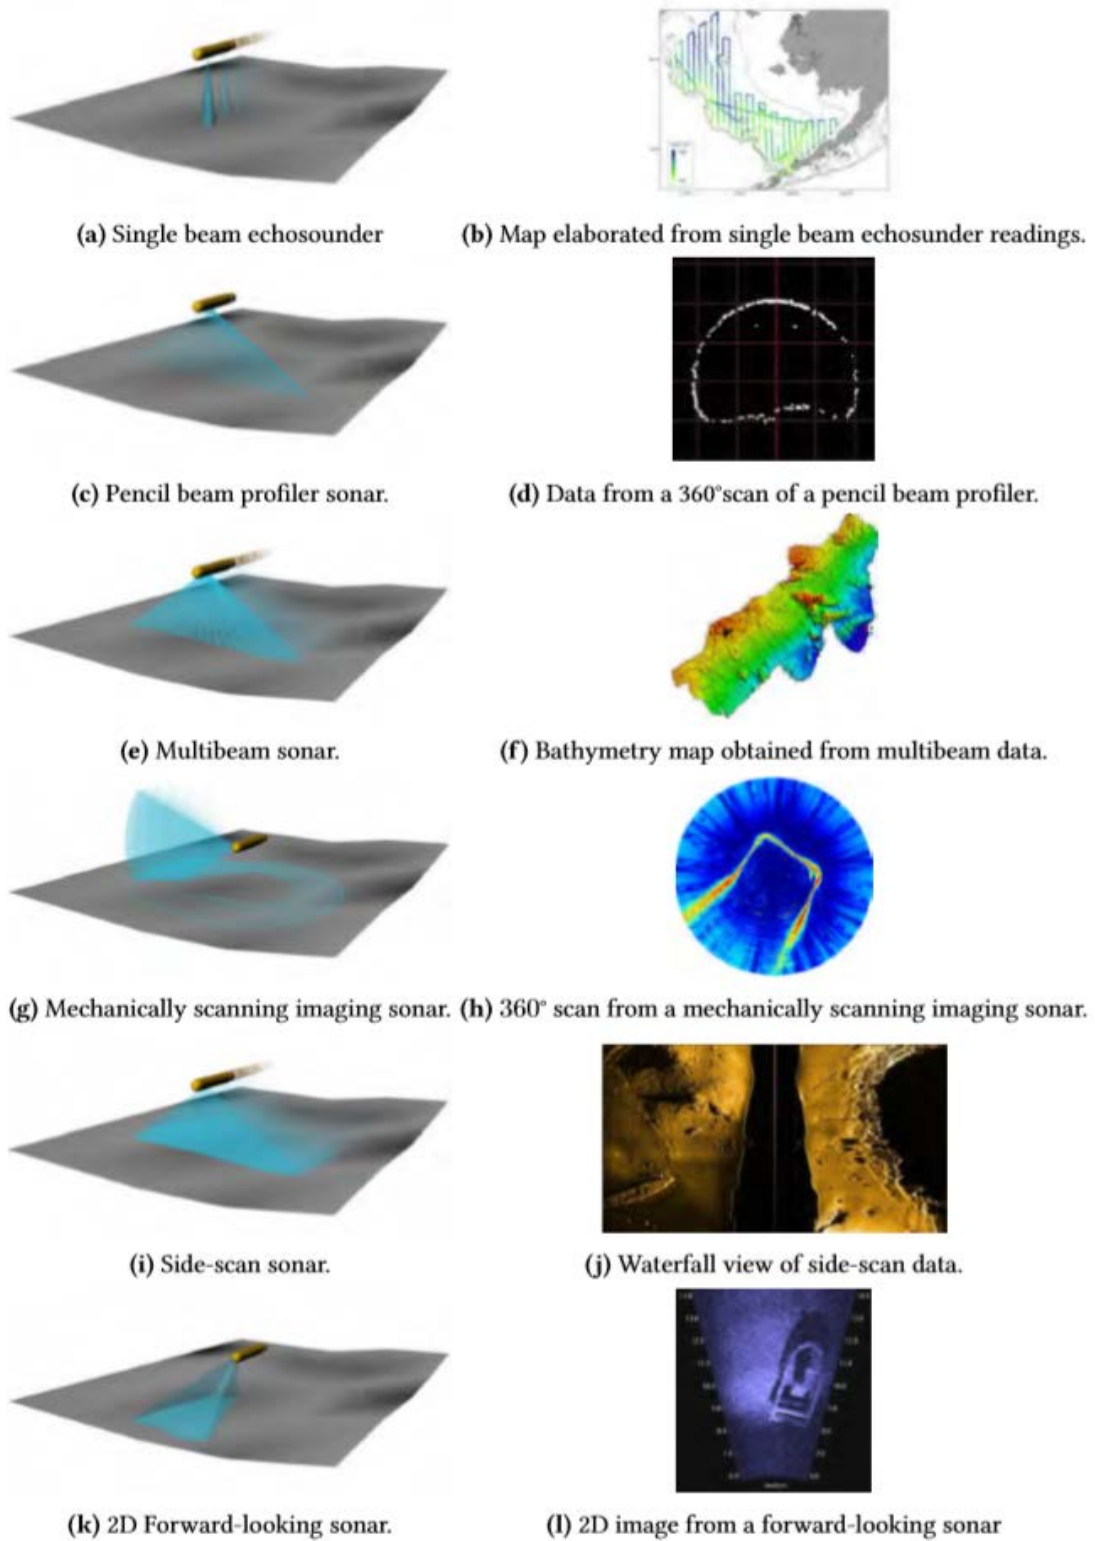 (a) Single beam echosounder
(b) Map elaborated from single beam echosunder readings.
(c) Pencil beam profiler sonar.
(d) Data from a 360°scan of a pencil beam profiler.
(e) Multibeam sonar.
(f) Bathymetry map obtained from multibeam data.
(g) Mechanically scanning imaging sonar.
(h) 360° scan from a mechanically scanning imaging sonar.
(i) Side-scan sonar.
(j) Waterfall view of side-scan data.
(k) 2D Forward-looking sonar.
(l) 2D image from a forward-looking sonar